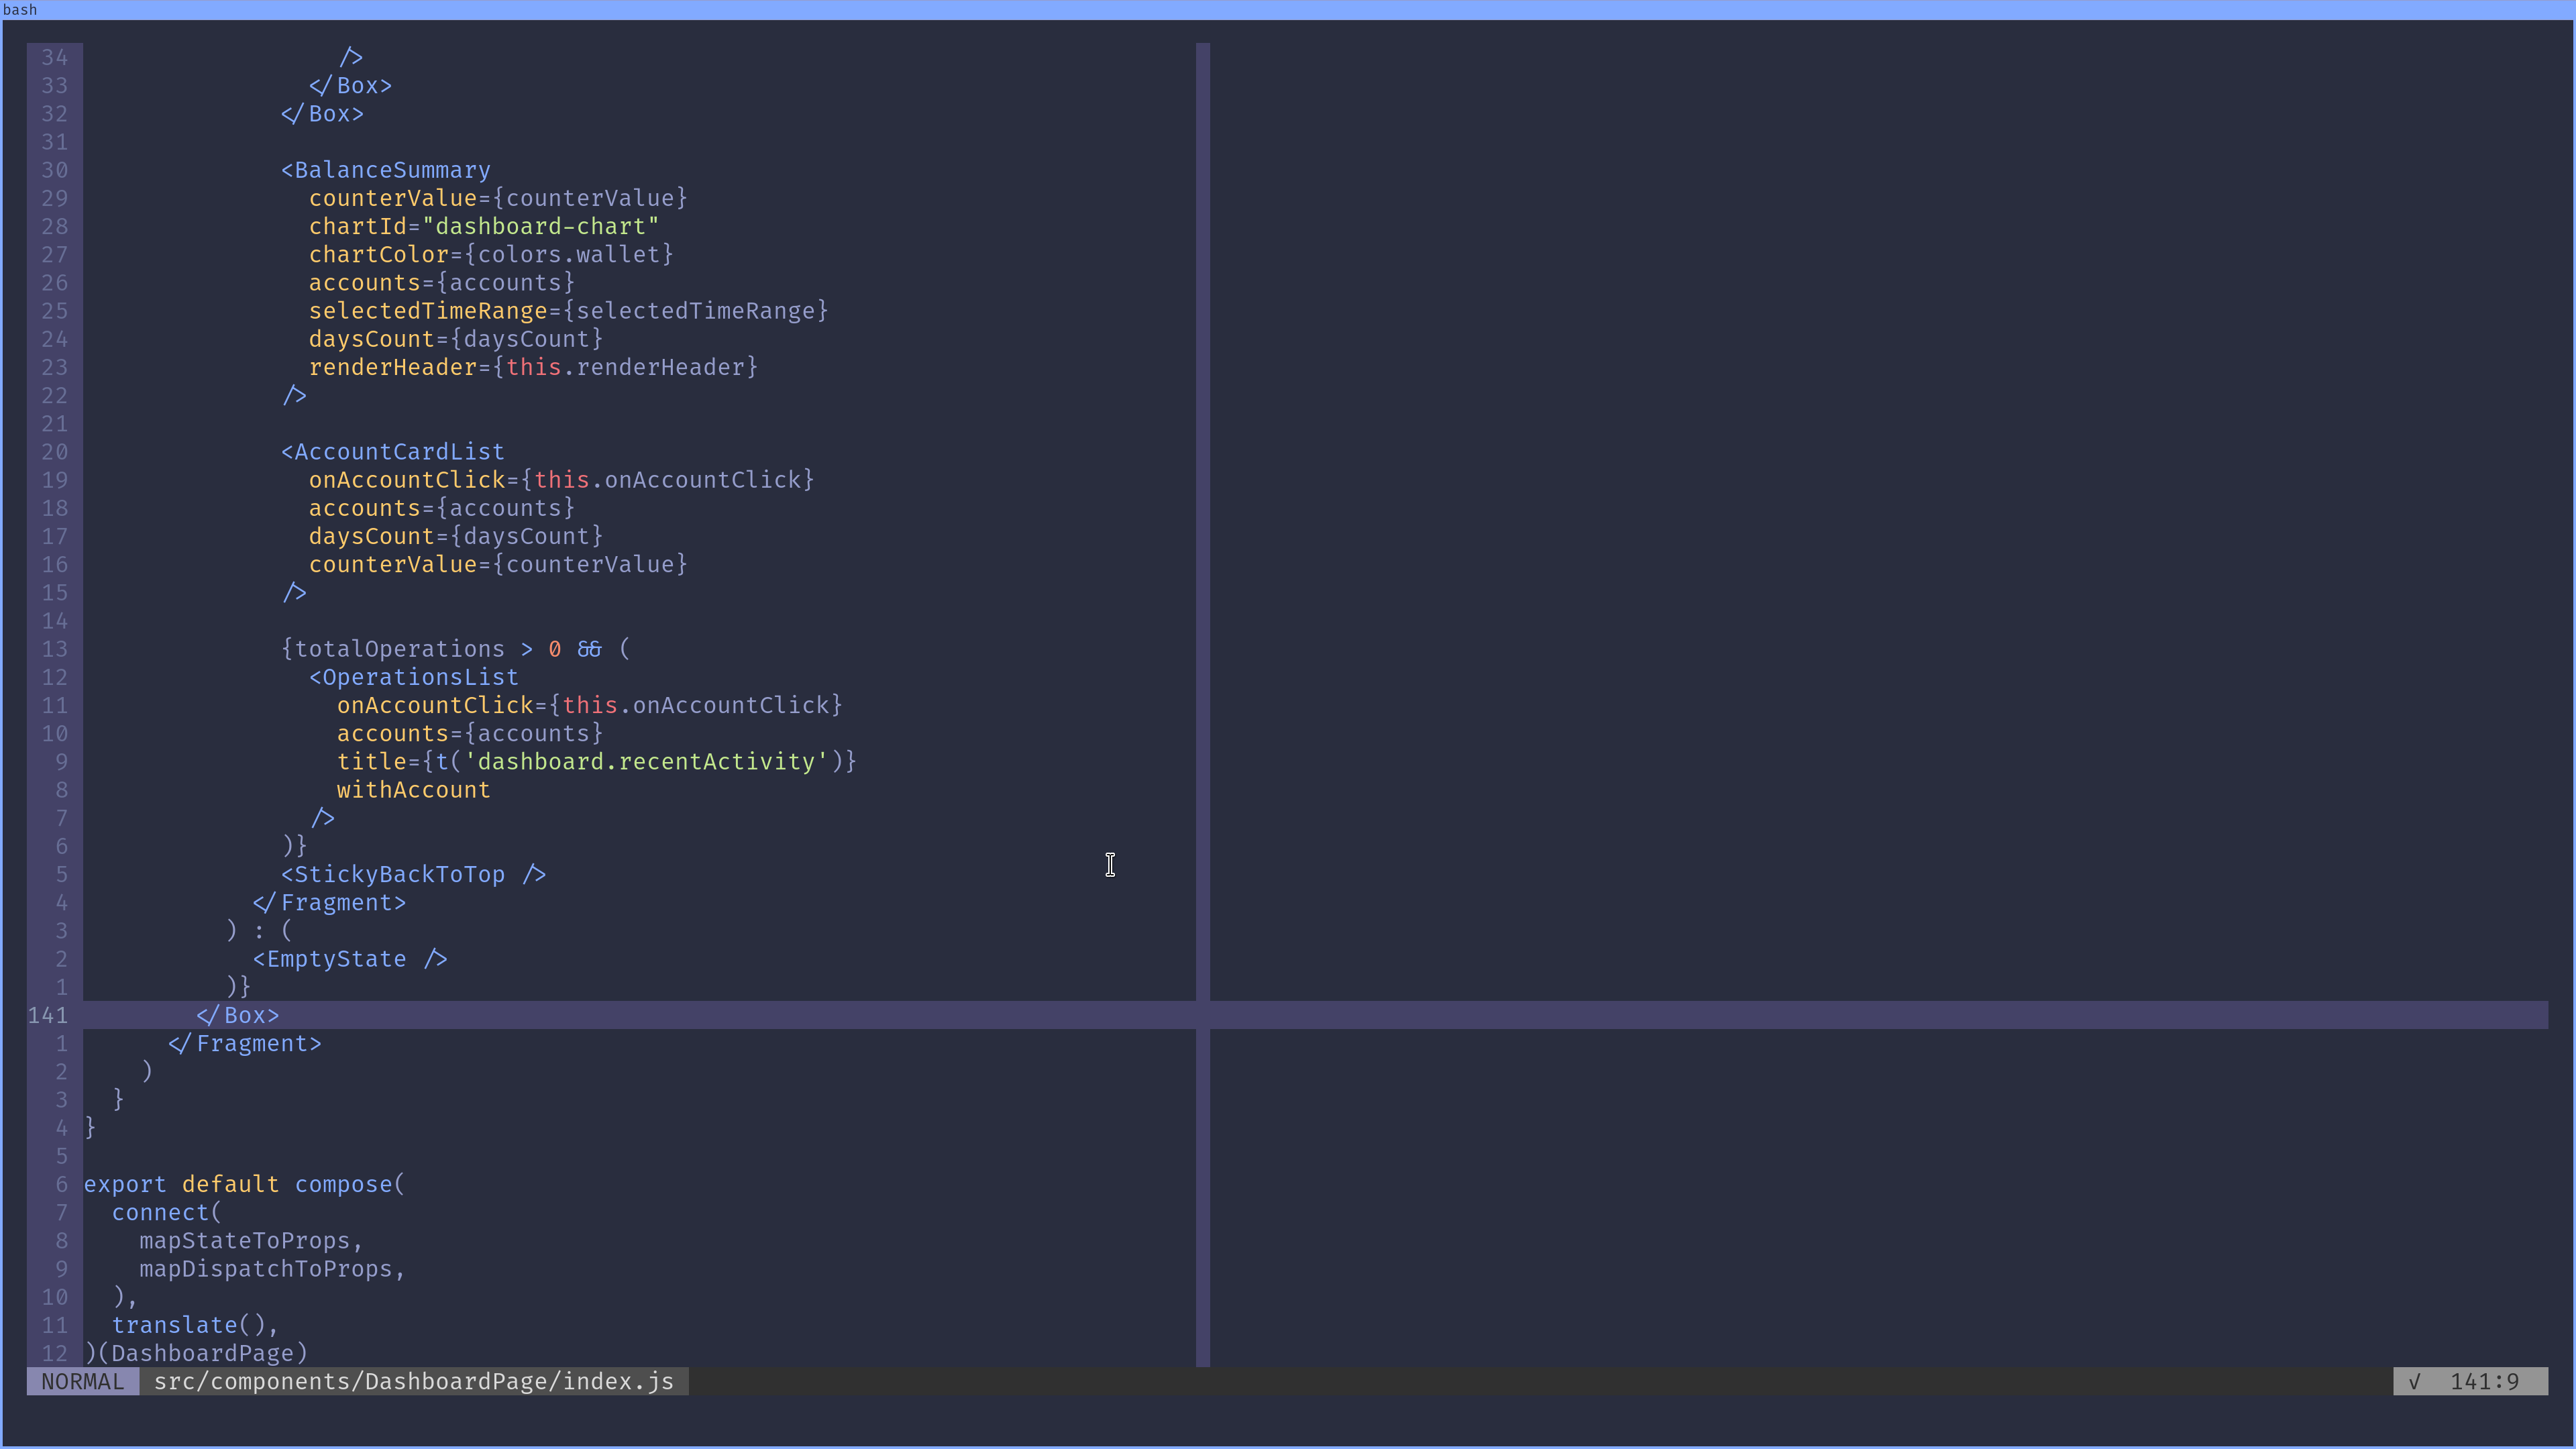 bash
34                   />
33                 </Box>
32               </Box>
31
30               <BalanceSummary
29                 counterValue={counterValue}
28                 chartId="dashboard-chart"
27                 chartColor={colors.wallet}
26                 accounts={accounts}
25                 selectedTimeRange={selectedTimeRange}
24                 daysCount={daysCount}
23                 renderHeader={this.renderHeader}
22               />
21
20               <AccountCardList
19                 onAccountClick={this.onAccountClick}
18                 accounts={accounts}
17                 daysCount={daysCount}
16                 counterValue={counterValue}
15               />
14
13               {totalOperations > 0 && (
12                 <OperationsList
11                   onAccountClick={this.onAccountClick}
10                   accounts={accounts}
9                   title={t('dashboard.recentActivity')}
8                   withAccount
7                 />
6               )}
5               <StickyBackToTop />
4             </Fragment>
3           ) : (
2             <EmptyState />
1           )}
141         </Box>
1       </Fragment>
2     )
3   }
4 }
5
6 export default compose(
7   connect(
8     mapStateToProps,
9     mapDispatchToProps,
10   ),
11   translate(),
12 )(DashboardPage)
NORMAL src/components/DashboardPage/index.js √ 141:9